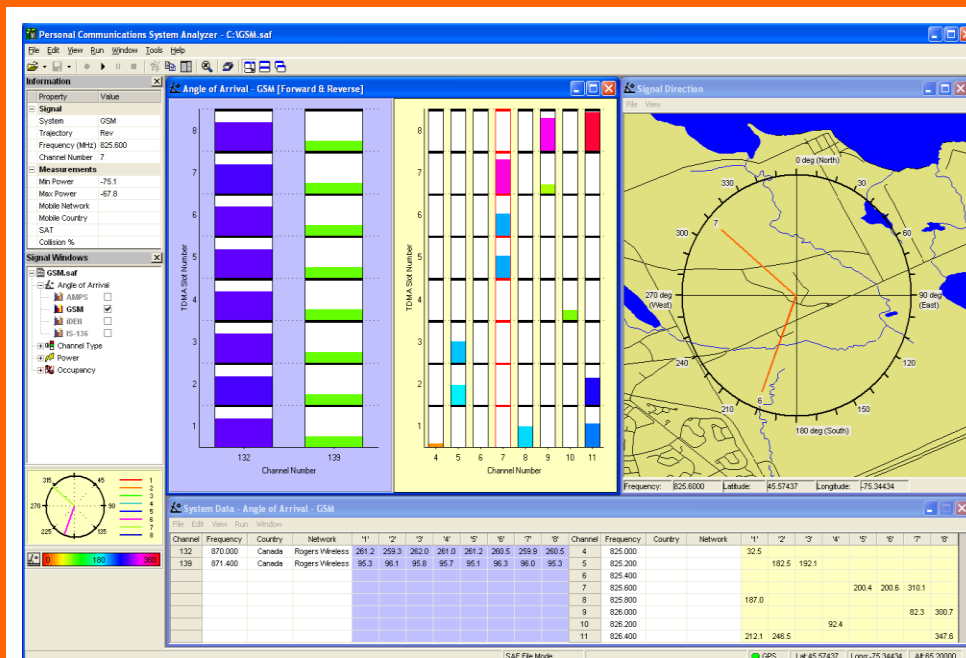 Personal Communications System Analyzer - C:\GSM.saf
File Edit View Run Window Tools Help
Information
Property Value
Signal
System GSM
Trajectory Rev
Frequency (MHz) 825.600
Channel Number 7
Measurements
Min Power -75.1
Max Power -67.8
Mobile Network
Mobile Country
SAT
Collision %
Signal Windows
GSM.saf
Angle of Arrival
AMPS
GSM
iDEN
IS-136
Channel Type
Power
Occupancy
315 45
270 90
225 135
1
2
3
4
5
6
7
8
0 180 360
Angle of Arrival - GSM [Forward & Reverse]
TDMA Slot Number
8
7
6
5
4
3
2
1
132 139
Channel Number
TDMA Slot Number
8
7
6
5
4
3
2
1
4 5 6 7 8 9 10 11
Channel Number
Signal Direction
File View
0 deg (North)
330 30
7
300 60
270 deg (West) 90 deg (East)
240 120
6
210 150
180 deg (South)
Frequency: 825.6000 Latitude: 45.57437 Longitude: -75.34434
System Data - Angle of Arrival - GSM
File Edit View Run Window
Channel Frequency Country Network '1' '2' '3' '4' '5' '6' '7' '8' Channel Frequency Country Network '1' '2' '3' '4' '5' '6' '7' '8'
132 870.000 Canada Rogers Wireless 261.2 259.3 262.0 261.0 261.2 260.5 259.9 260.5 4 825.000 32.5
139 871.400 Canada Rogers Wireless 95.3 96.1 95.8 95.7 95.1 96.3 96.0 95.3 5 825.200 182.5 192.1
6 825.400
7 825.600 200.4 200.6 310.1
8 825.800 187.0
9 826.000 82.3 300.7
10 826.200 92.4
11 826.400 212.1 246.5 347.6
SAF File Mode GPS Lat:45.57437 Long:-75.34434 Alt:65.20000